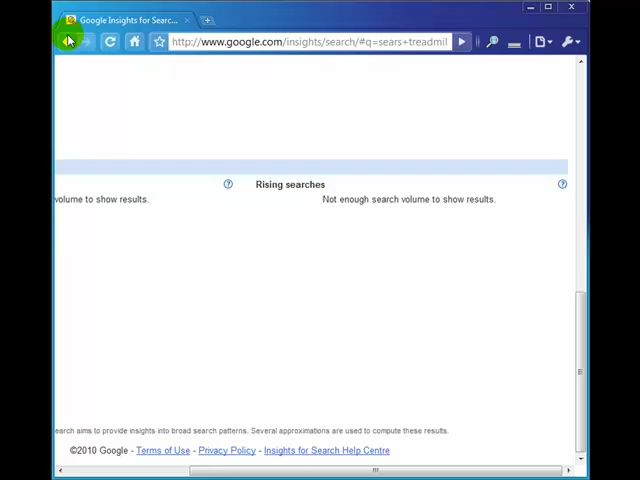 Google Insights for Searc...
http://www.google.com/insights/search/#q=sears+treadmil
Rising searches
volume to show results.
Not enough search volume to show results.
earch aims to provide insights into broad search patterns. Several approximations are used to compute these results.
©2010 Google - Terms of Use - Privacy Policy - Insights for Search Help Centre